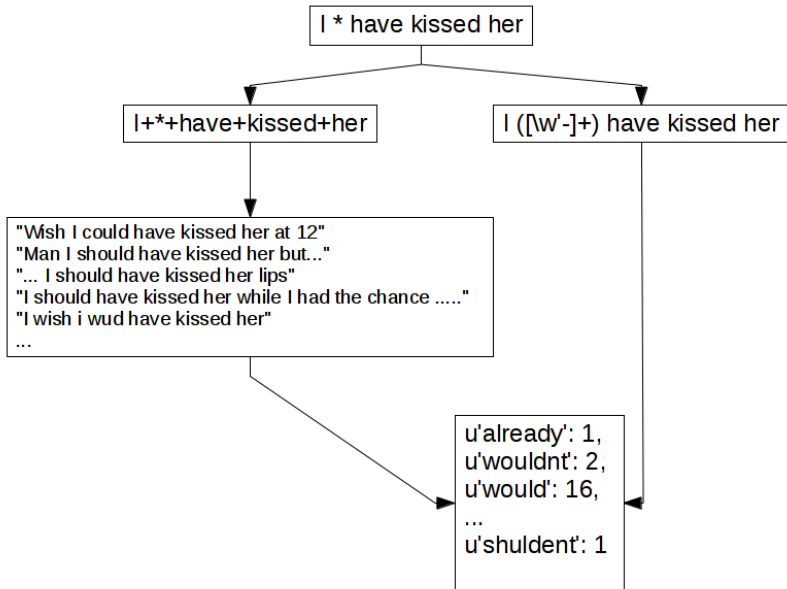 I * have kissed her
I+*+have+kissed+her
I ([\w'-]+) have kissed her
"Wish I could have kissed her at 12"
"Man I should have kissed her but..."
"... I should have kissed her lips"
"I should have kissed her while I had the chance ....."
"I wish i wud have kissed her"
...
u'already': 1,
u'wouldnt': 2,
u'would': 16,
...
u'shuldent': 1